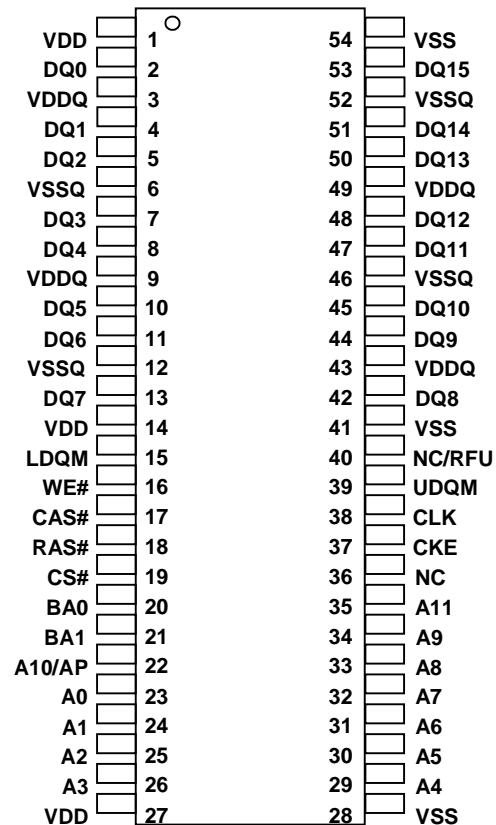 VDD 1 54 VSS
DQ0 2 53 DQ15
VDDQ 3 52 VSSQ
DQ1 4 51 DQ14
DQ2 5 50 DQ13
VSSQ 6 49 VDDQ
DQ3 7 48 DQ12
DQ4 8 47 DQ11
VDDQ 9 46 VSSQ
DQ5 10 45 DQ10
DQ6 11 44 DQ9
VSSQ 12 43 VDDQ
DQ7 13 42 DQ8
VDD 14 41 VSS
LDQM 15 40 NC/RFU
WE# 16 39 UDQM
CAS# 17 38 CLK
RAS# 18 37 CKE
CS# 19 36 NC
BA0 20 35 A11
BA1 21 34 A9
A10/AP 22 33 A8
A0 23 32 A7
A1 24 31 A6
A2 25 30 A5
A3 26 29 A4
VDD 27 28 VSS